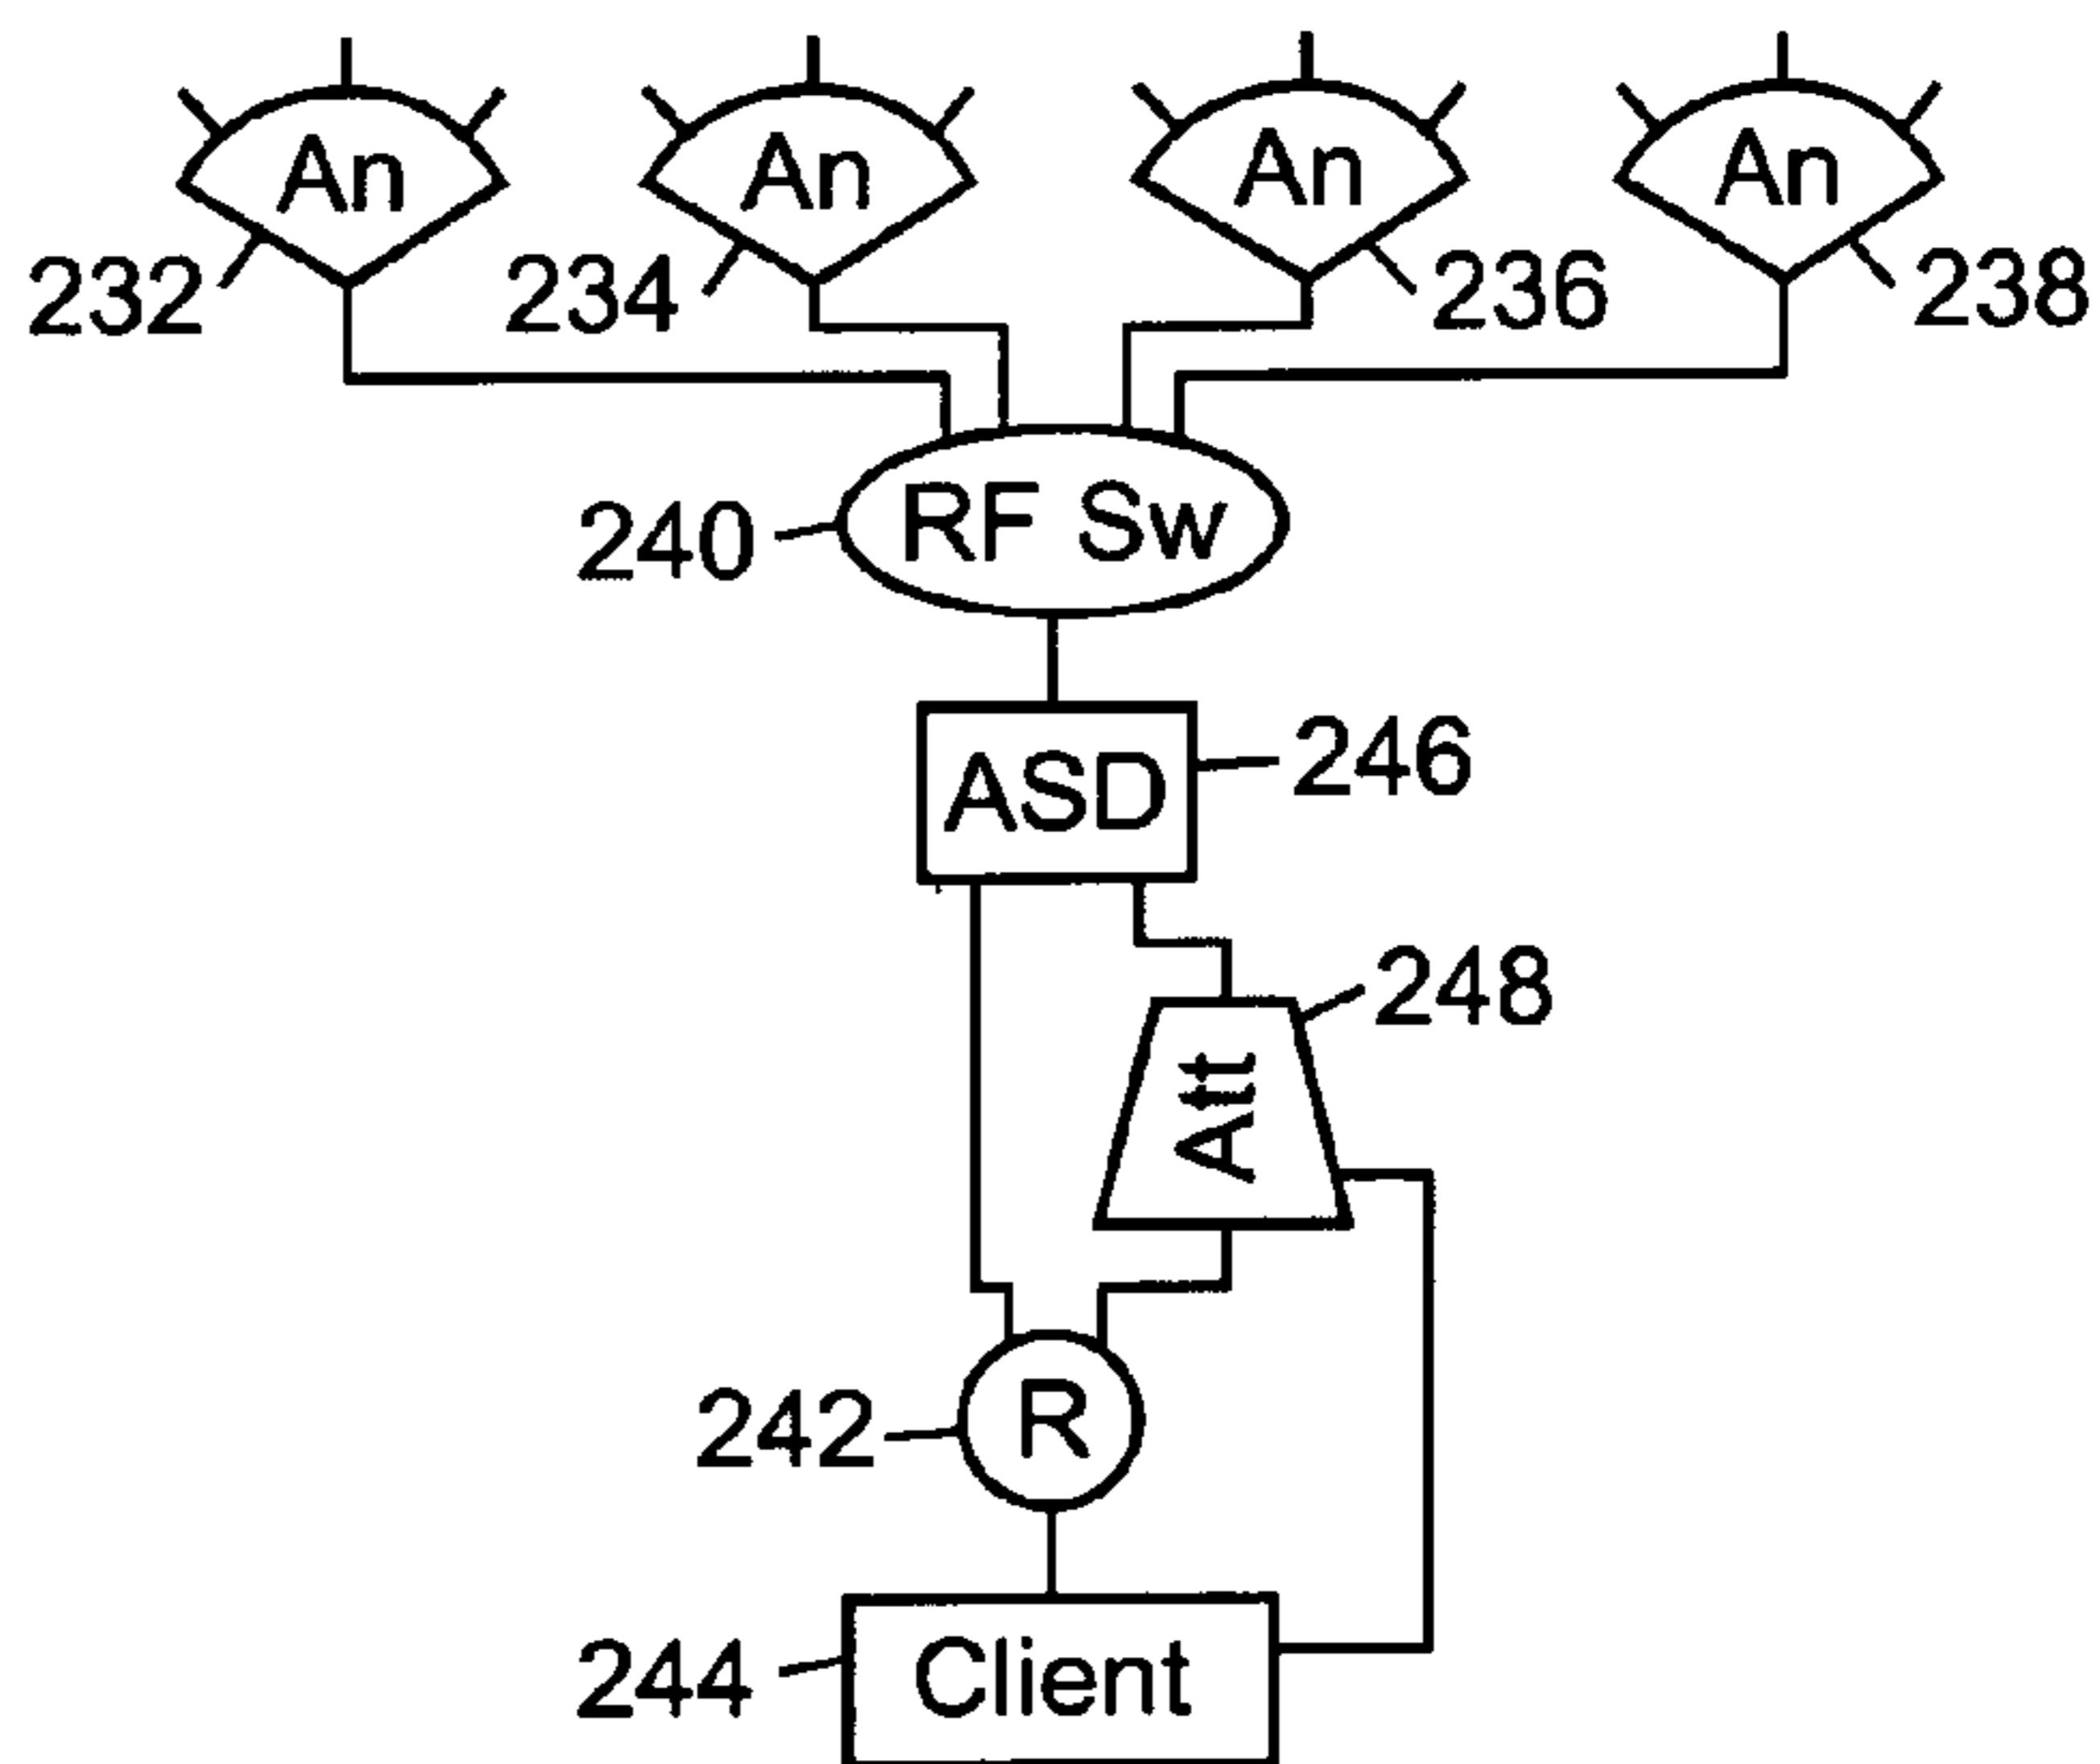 An An An An
232 234 236 238
240 RF Sw
ASD 246
248
Att
242 R
244 Client